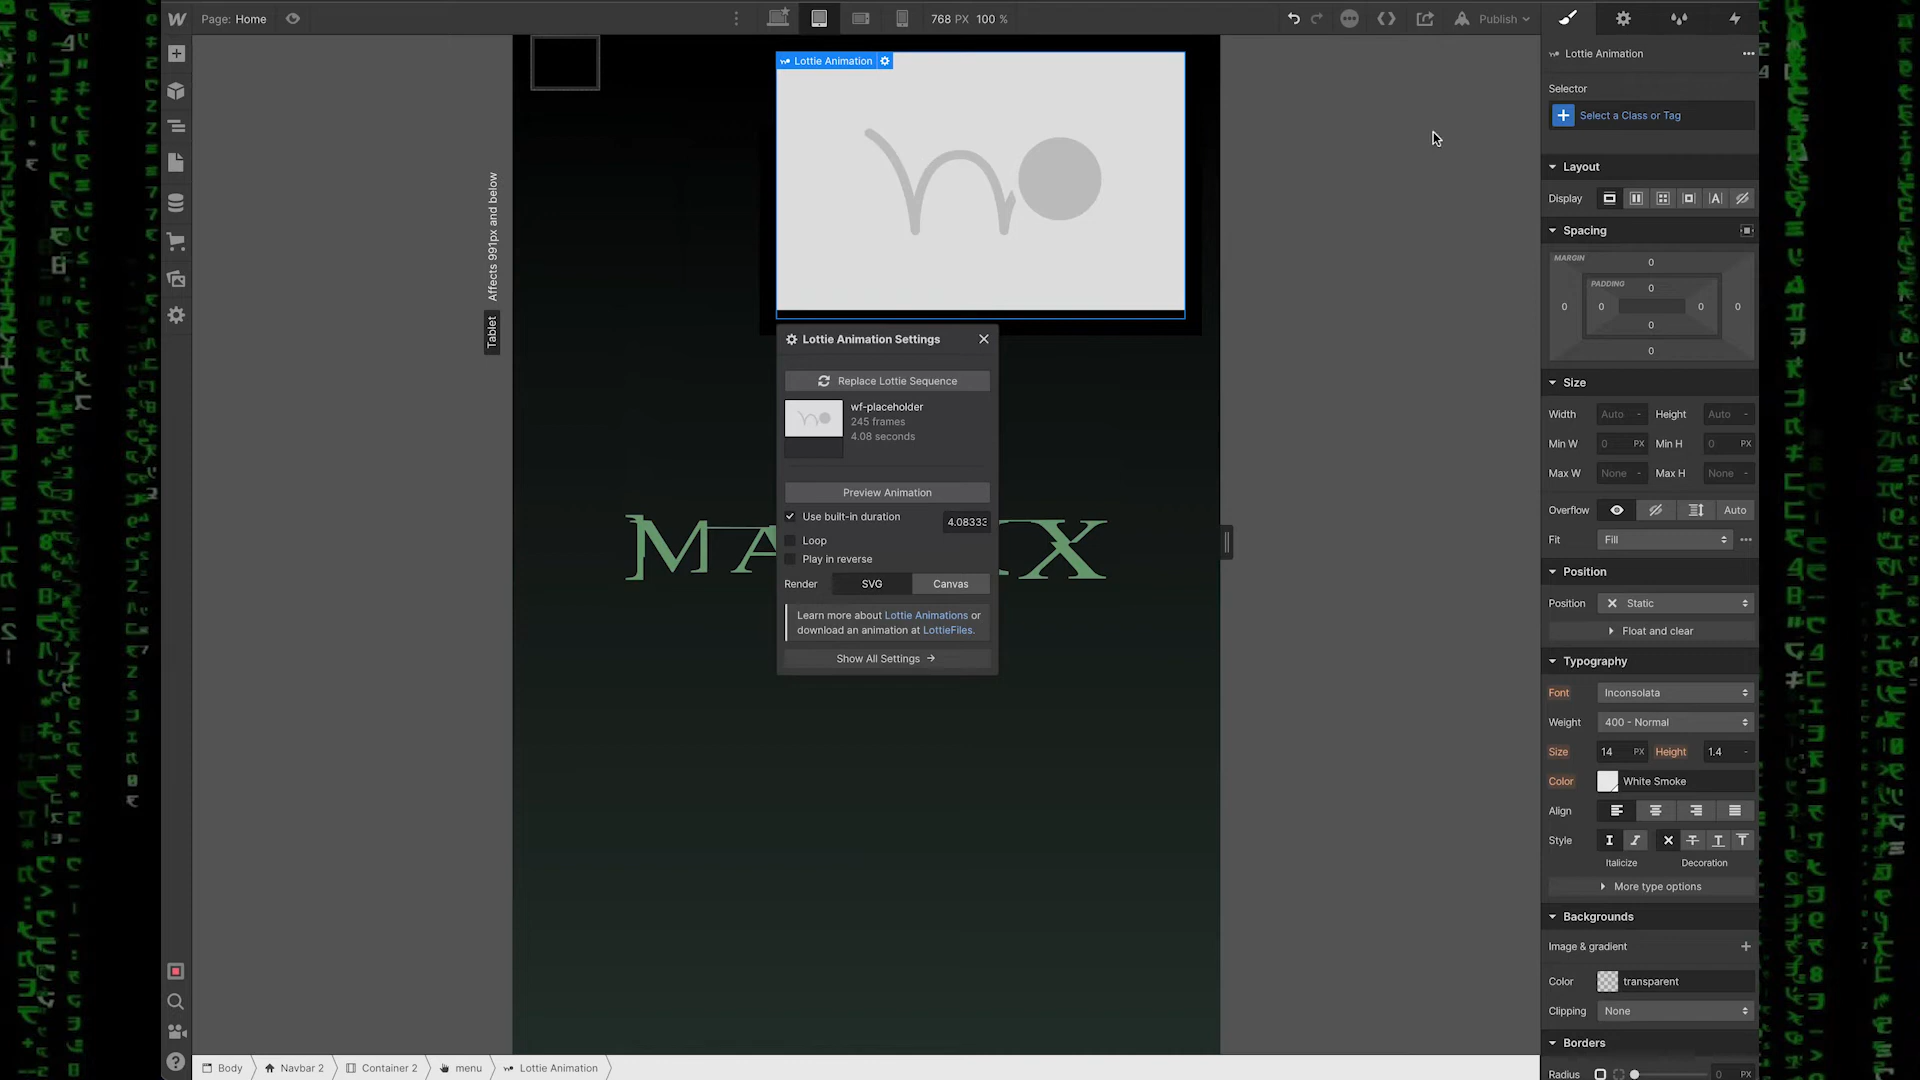 Page: Home
768 PX 100 %
Publish
Lottie Animation
Lottie Animation
Selector
Select a Class or Tag
Layout
Display
Spacing
MARGIN
0
PADDING
0
0
0
0
0
0
0
Size
Width
Auto
-
Height
Auto
-
Min W
0
PX
Min H
0
PX
Max W
None
-
Max H
None
-
Overflow
Auto
Fit
Fill
Position
Position
Static
Float and clear
Typography
Font
Inconsolata
Weight
400 - Normal
Size
14
PX
Height
1.4
-
Color
White Smoke
Align
Style
Italicize
Decoration
More type options
Backgrounds
Image & gradient
Color
transparent
Clipping
None
Borders
Radius
0
PX
Affects 991px and below
Tablet
Lottie Animation Settings
Replace Lottie Sequence
wf-placeholder
245 frames
4.08 seconds
Preview Animation
Use built-in duration
4.08333
Loop
Play in reverse
Render
SVG
Canvas
Learn more about Lottie Animations or
download an animation at LottieFiles.
Show All Settings
MA X
Body
Navbar 2
Container 2
menu
Lottie Animation